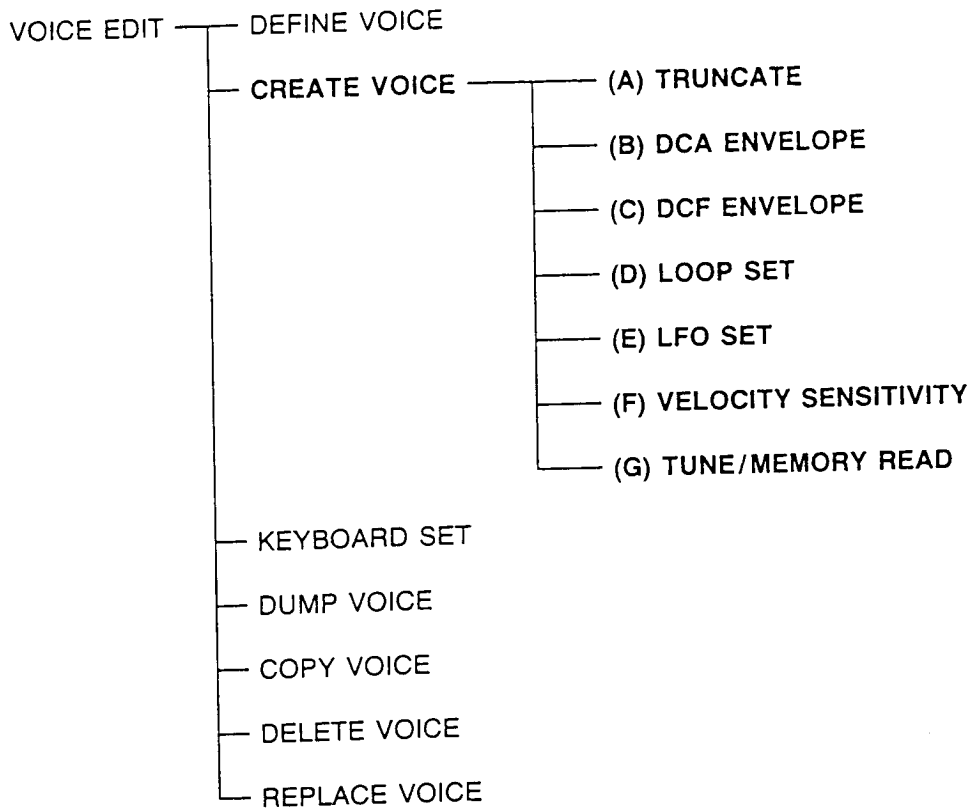 VOICE EDIT
DEFINE VOICE
CREATE VOICE
(A) TRUNCATE
(B) DCA ENVELOPE
(C) DCF ENVELOPE
(D) LOOP SET
(E) LFO SET
(F) VELOCITY SENSITIVITY
(G) TUNE/MEMORY READ
KEYBOARD SET
DUMP VOICE
COPY VOICE
DELETE VOICE
REPLACE VOICE